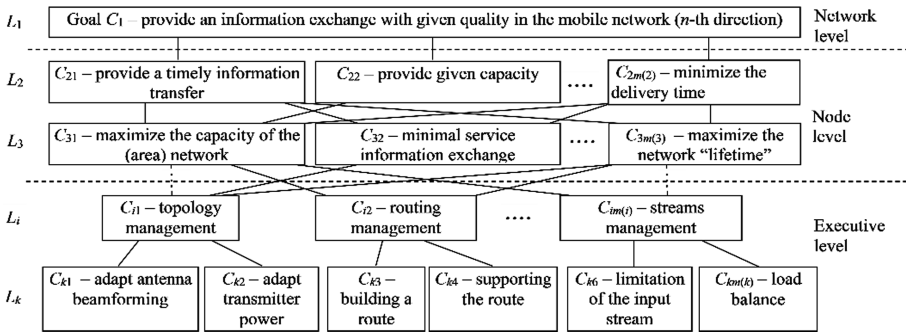 L₁
Goal C₁ – provide an information exchange with given quality in the mobile network (n-th direction)
Network
level
L₂
C₂₁ – provide a timely information
transfer
C₂₂ – provide given capacity
....
C₂ₘ₍₂₎ – minimize the
delivery time
Node
level
L₃
C₃₁ – maximize the capacity of the
(area) network
C₃₂ – minimal service
information exchange
....
C₃ₘ₍₃₎ – maximize the
network “lifetime”
Lᵢ
Cᵢ₁ – topology
management
Cᵢ₂ – routing
management
....
Cᵢₘ₍ᵢ₎ – streams
management
Executive
level
Lₖ
Cₖ₁ – adapt antenna
beamforming
Cₖ₂ – adapt
transmitter
power
Cₖ₃ –
building a
route
Cₖ₄ – supporting
the route
Cₖ₆ – limitation
of the input
stream
Cₖₘ₍ₖ₎ – load
balance